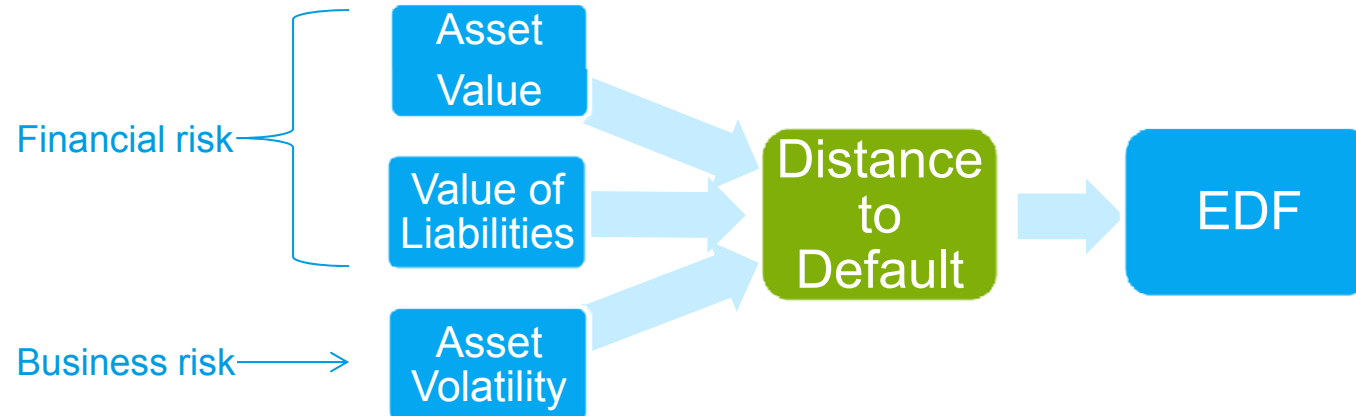 Financial risk
Business risk
Asset
Value
Value of
Liabilities
Asset
Volatility
Distance
to
Default
EDF